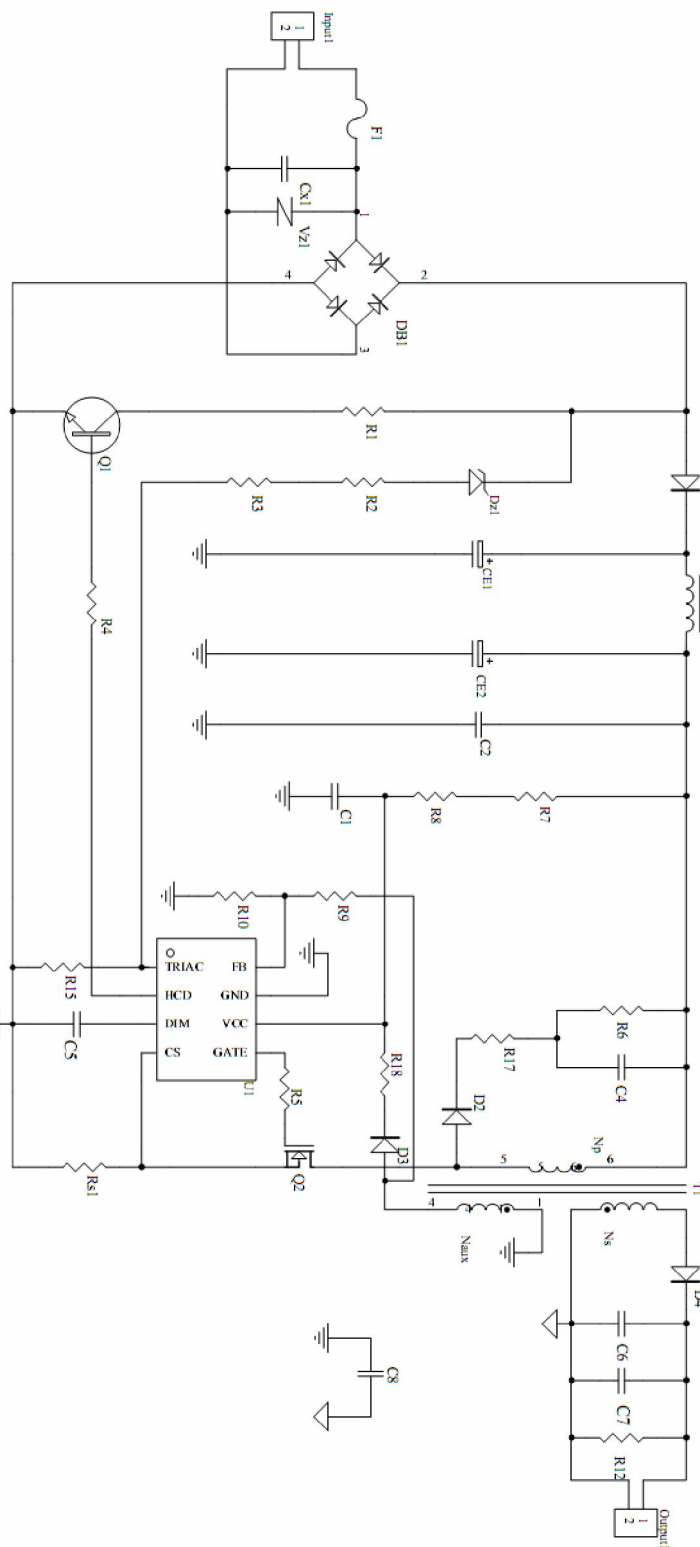 Input1
1
2
F1
Cx1
Vz1
1
4
2
DB1
3
R1
Q1
R3
R2
Dz1
CE1
R4
CE2
C2
C1
R8
R7
R10
R9
R15
TRIAC
FB
HCD
GND
DIM
VCC
CS
GATE
U1
C5
R18
R5
R17
R6
C4
D2
Np
5
6
Rs1
Q2
D3
4
1
Naux
Ns
D4
C6
C8
C7
R12
Output1
1
2